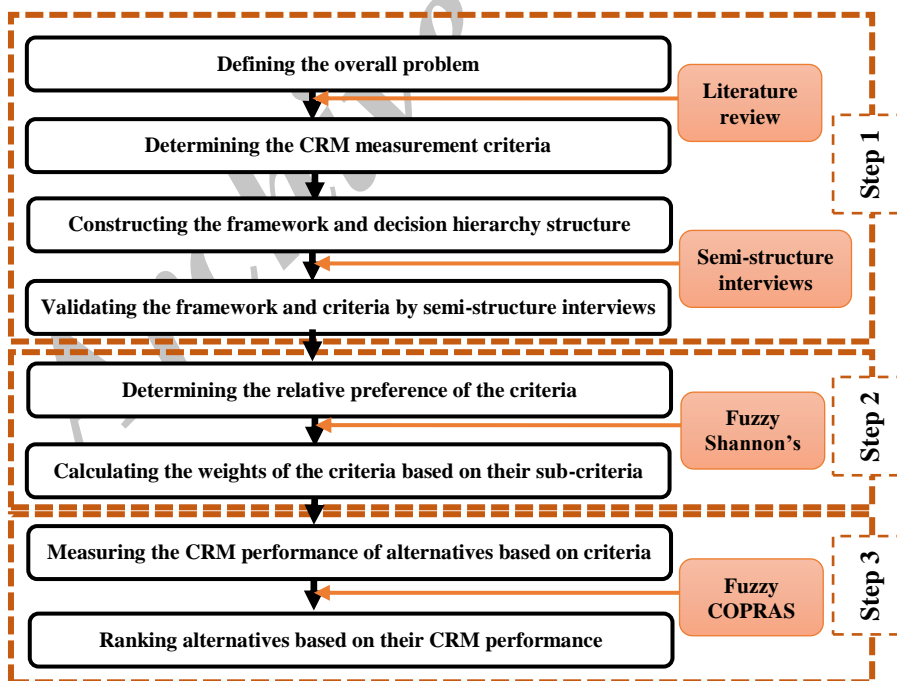 Defining the overall problem
Literature
review
Determining the CRM measurement criteria
Step 1
Constructing the framework and decision hierarchy structure
Semi-structure
interviews
Validating the framework and criteria by semi-structure interviews
Determining the relative preference of the criteria
Fuzzy
Shannon's
Step 2
Calculating the weights of the criteria based on their sub-criteria
Measuring the CRM performance of alternatives based on criteria
Fuzzy
COPRAS
Step 3
Ranking alternatives based on their CRM performance